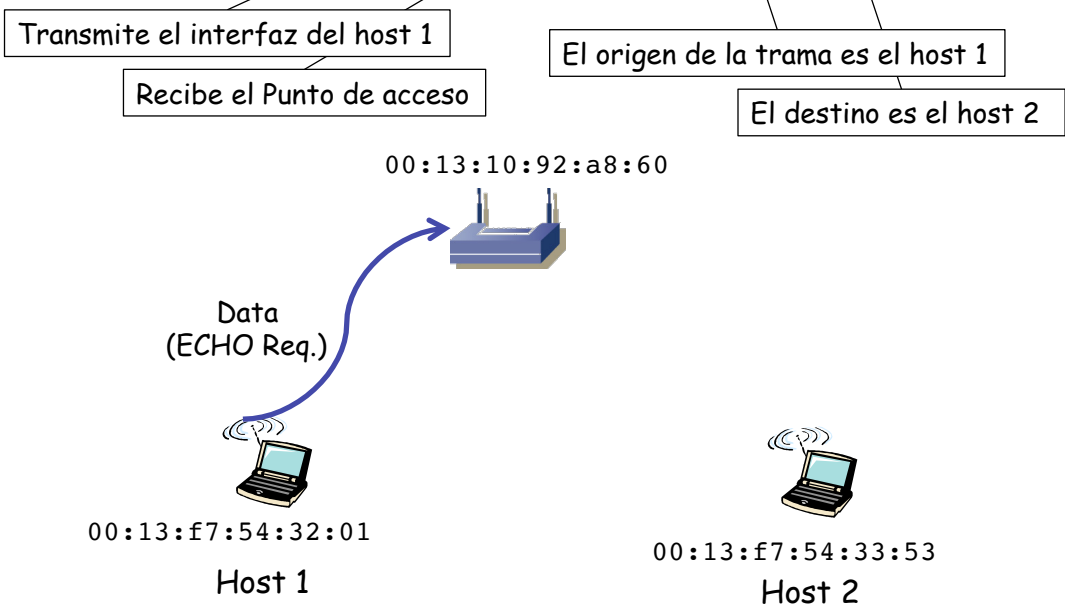 Transmite el interfaz del host 1
El origen de la trama es el host 1
Recibe el Punto de acceso
El destino es el host 2
00:13:10:92:a8:60
Data
(ECHO Req.)
00:13:f7:54:32:01
00:13:f7:54:33:53
Host 1
Host 2